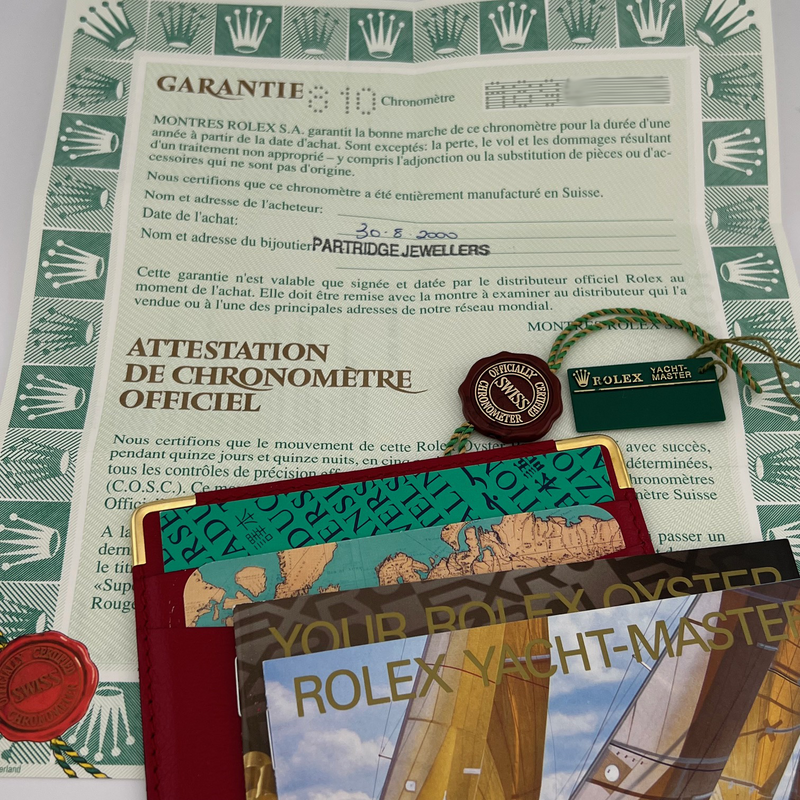 GARANTIE 810 Chronomètre
MONTRES ROLEX S.A. garantit la bonne marche de ce chronomètre pour la durée d'une
année à partir de la date d'achat. Sont exceptés: la perte, le vol et les dommages résultant
d'un traitement non approprié – y compris l'adjonction ou la substitution de pièces ou d'ac-
cessoires qui ne sont pas d'origine.
Nous certifions que ce chronomètre a été entièrement manufacturé en Suisse.
Nom et adresse de l'acheteur:
Date de l'achat: 30·8·2000
Nom et adresse du bijoutier PARTRIDGE JEWELLERS
Cette garantie n'est valable que signée et datée par le distributeur officiel Rolex au
moment de l'achat. Elle doit être remise avec la montre à examiner au distributeur qui l'a
vendue ou à l'une des principales adresses de notre réseau mondial.
MONTRES ROLEX S.A.
ATTESTATION
DE CHRONOMÈTRE
OFFICIEL
OFFICIALLY CERTIFIED CHRONOMETER
SWISS
ROLEX YACHT-
MASTER
Nous certifions que le mouvement de cette Rolex Oyster avec succès,
pendant quinze jours et quinze nuits, en cinq déterminées,
tous les contrôles de précision
(C.O.S.C.). Ce
Suisse
A la passer un
le
«Sup
Rouge
YOUR ROLEX OYSTER
ROLEX YACHT-MASTER
SWISS